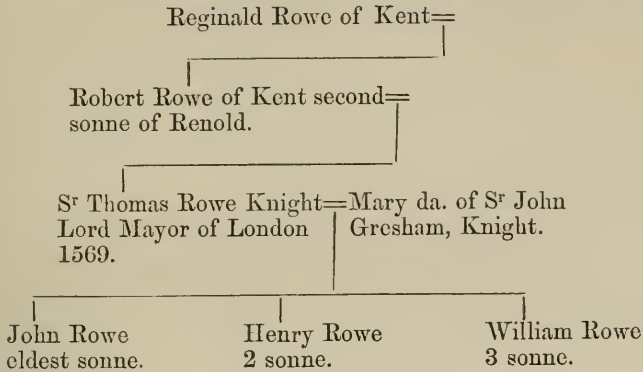 Reginald Rowe of Kent=
Robert Rowe of Kent second=
sonne of Renold.
Sʳ Thomas Rowe Knight=Mary da. of Sʳ John
Lord Mayor of London Gresham, Knight.
1569.
John Rowe Henry Rowe William Rowe
eldest sonne. 2 sonne. 3 sonne.